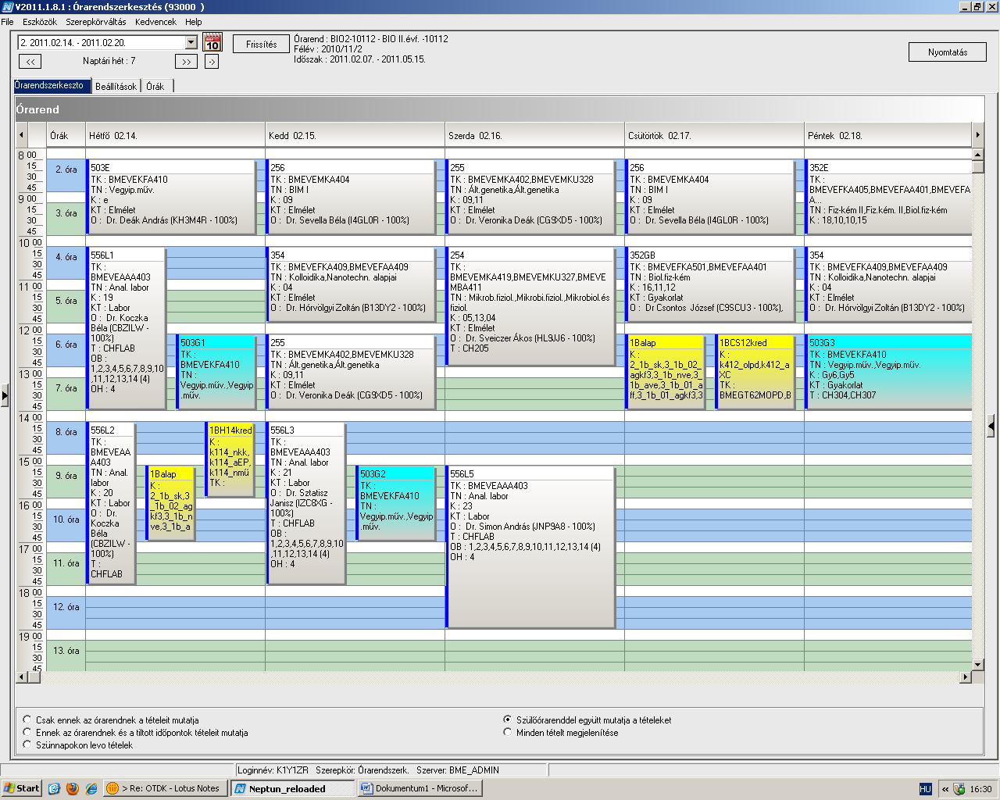 V2011.1.8.1 : Órarendszerkesztés (93000  )
File Eszközök Szerepkörváltás Kedvencek Help
2. 2011.02.14. - 2011.02.20.
10
Frissítés
Órarend : BIO2-10112 - BIO II.évf. -10112
Félév : 2010/11/2
Időszak : 2011.02.07. - 2011.05.15.
Nyomtatás
<< Naptári hét : 7 >> ->
Órarendszerkeszto Beállítások Órák
Órarend
Órák Hétfő 02.14. Kedd 02.15. Szerda 02.16. Csütörtök 02.17. Péntek 02.18.
8 00
15
30
45
9 00
15
30
45
10 00
15
30
45
11 00
15
30
45
12 00
15
30
45
13 00
15
30
45
14 00
15
30
45
15 00
15
30
45
16 00
15
30
45
17 00
15
30
45
18 00
15
30
45
19 00
15
30
45
2. óra
3. óra
4. óra
5. óra
6. óra
7. óra
8. óra
9. óra
10. óra
11. óra
12. óra
13. óra
503E
TK : BMEVEKFA410
TN : Vegyip.műv.
K : e
KT : Elmélet
O :  Dr. Deák András (KH3M4R - 100%)
556L1
TK :
BMEVEAAA403
TN : Anal. labor
K : 19
KT : Labor
O :  Dr. Koczka
Béla (CBZILW -
100%)
T : CHFLAB
OB :
1,2,3,4,5,6,7,8,9,10
,11,12,13,14 (4)
OH : 4
503G1
TK :
BMEVEKFA410
TN :
Vegyip.műv.,Vegyip
.műv.
556L2
TK :
BMEVEAA
A403
TN : Anal.
labor
K : 20
KT : Labor
O :  Dr.
Koczka
Béla
(CBZILW -
100%)
T :
CHFLAB
1Balap
K :
2_1b_sk,3
_1b_02_ag
kf3,3_1b_n
ve,3_1b_a
1BH14kred
K :
k114_nkk,
k114_aEP,
k114_nmü
TK :
256
TK : BMEVEMKA404
TN : BIM I
K : 09
KT : Elmélet
O :  Dr. Sevella Béla (I4GL0R - 100%)
354
TK : BMEVEFKA409,BMEVEFAA409
TN : Kolloidika,Nanotechn. alapjai
K : 04
KT : Elmélet
O :  Dr. Hórvölgyi Zoltán (B13DY2 - 100%)
255
TK : BMEVEMKA402,BMEVEMKU328
TN : Ált.genetika,Ált.genetika
K : 09,11
KT : Elmélet
O :  Dr. Veronika Deák (CG9XD5 - 100%)
556L3
TK :
BMEVEAAA403
TN : Anal. labor
K : 21
KT : Labor
O :  Dr. Sztatisz
Janisz (IZC8XG -
100%)
T : CHFLAB
OB :
1,2,3,4,5,6,7,8,9,10
,11,12,13,14 (4)
OH : 4
503G2
TK :
BMEVEKFA410
TN :
Vegyip.műv.,Vegyip
.műv.
255
TK : BMEVEMKA402,BMEVEMKU328
TN : Ált.genetika,Ált.genetika
K : 09,11
KT : Elmélet
O :  Dr. Veronika Deák (CG9XD5 - 100%)
254
TK :
BMEVEMKA419,BMEVEMKU327,BMEVE
MBA411
TN : Mikrob.fiziol.,Mikrobi.fiziol.,Mikrobiol.és
fiziol.
K : 05,13,04
KT : Elmélet
O :  Dr. Sveiczer Ákos (HL9JJ6 - 100%)
T : CH205
556L5
TK : BMEVEAAA403
TN : Anal. labor
K : 23
KT : Labor
O :  Dr. Simon András (JNP9A8 - 100%)
T : CHFLAB
OB : 1,2,3,4,5,6,7,8,9,10,11,12,13,14 (4)
OH : 4
256
TK : BMEVEMKA404
TN : BIM I
K : 09
KT : Elmélet
O :  Dr. Sevella Béla (I4GL0R - 100%)
352GB
TK : BMEVEFKA501,BMEVEFAA401
TN : Biol.fiz-kém
K : 16,11,12
KT : Gyakorlat
O :  Dr Csontos  József (C9SCU3 - 100%),
1Balap
K :
2_1b_sk,3_1b_02_
agkf3,3_1b_nve,3_
1b_ave,3_1b_01_a
ff,3_1b_01_agkf3,3
1BCS12kred
K :
k412_olpd,k412_a
XC
TK :
BMEGT62MOPD,B
352E
TK :
BMEVEFKA405,BMEVEFAA401,BMEVEFA
A...
TN : Fiz-kém II,Fiz.kém. II,Biol.fiz-kém
K : 18,10,10,15
354
TK : BMEVEFKA409,BMEVEFAA409
TN : Kolloidika,Nanotechn. alapjai
K : 04
KT : Elmélet
O :  Dr. Hórvölgyi Zoltán (B13DY2 - 100%)
503G3
TK : BMEVEKFA410
TN : Vegyip.műv.,Vegyip.műv.
K : Gy6,Gy5
KT : Gyakorlat
T : CH304,CH307
Csak ennek az órarendnek a tételeit mutatja
Ennek az órarendnek és a tiltott időpontok tételeit mutatja
Szünnapokon levo tételek
Szülőórarenddel együtt mutatja a tételeket
Minden tételt megjelenítése
Loginnév: K1Y1ZR   Szerepkör: Órarendszerk.   Szerver: BME_ADMIN
Start
> Re: OTDK - Lotus Notes
Neptun_reloaded
Dokumentum1 - Microsof...
HU
«
16:30